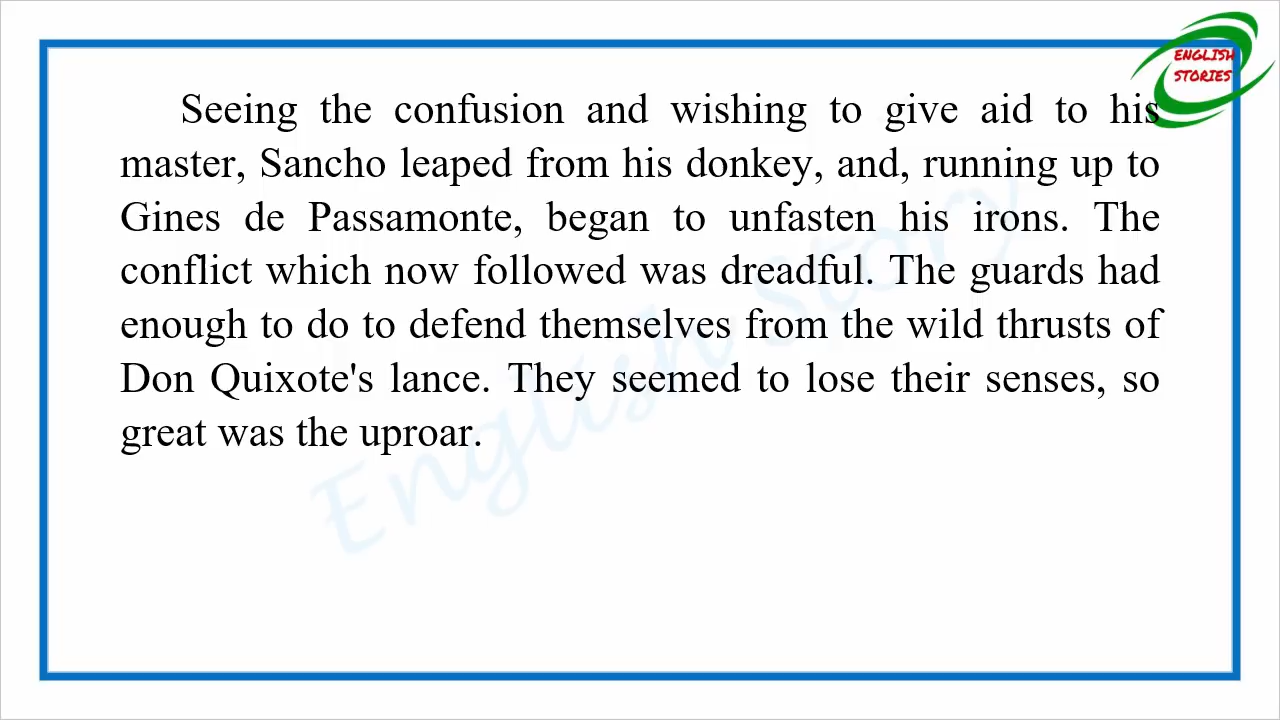 ENGLISH
STORIES
Seeing the confusion and wishing to give aid to his
master, Sancho leaped from his donkey, and, running up to
Gines de Passamonte, began to unfasten his irons. The
conflict which now followed was dreadful. The guards had
enough to do to defend themselves from the wild thrusts of
Don Quixote's lance. They seemed to lose their senses, so
great was the uproar.
English Story